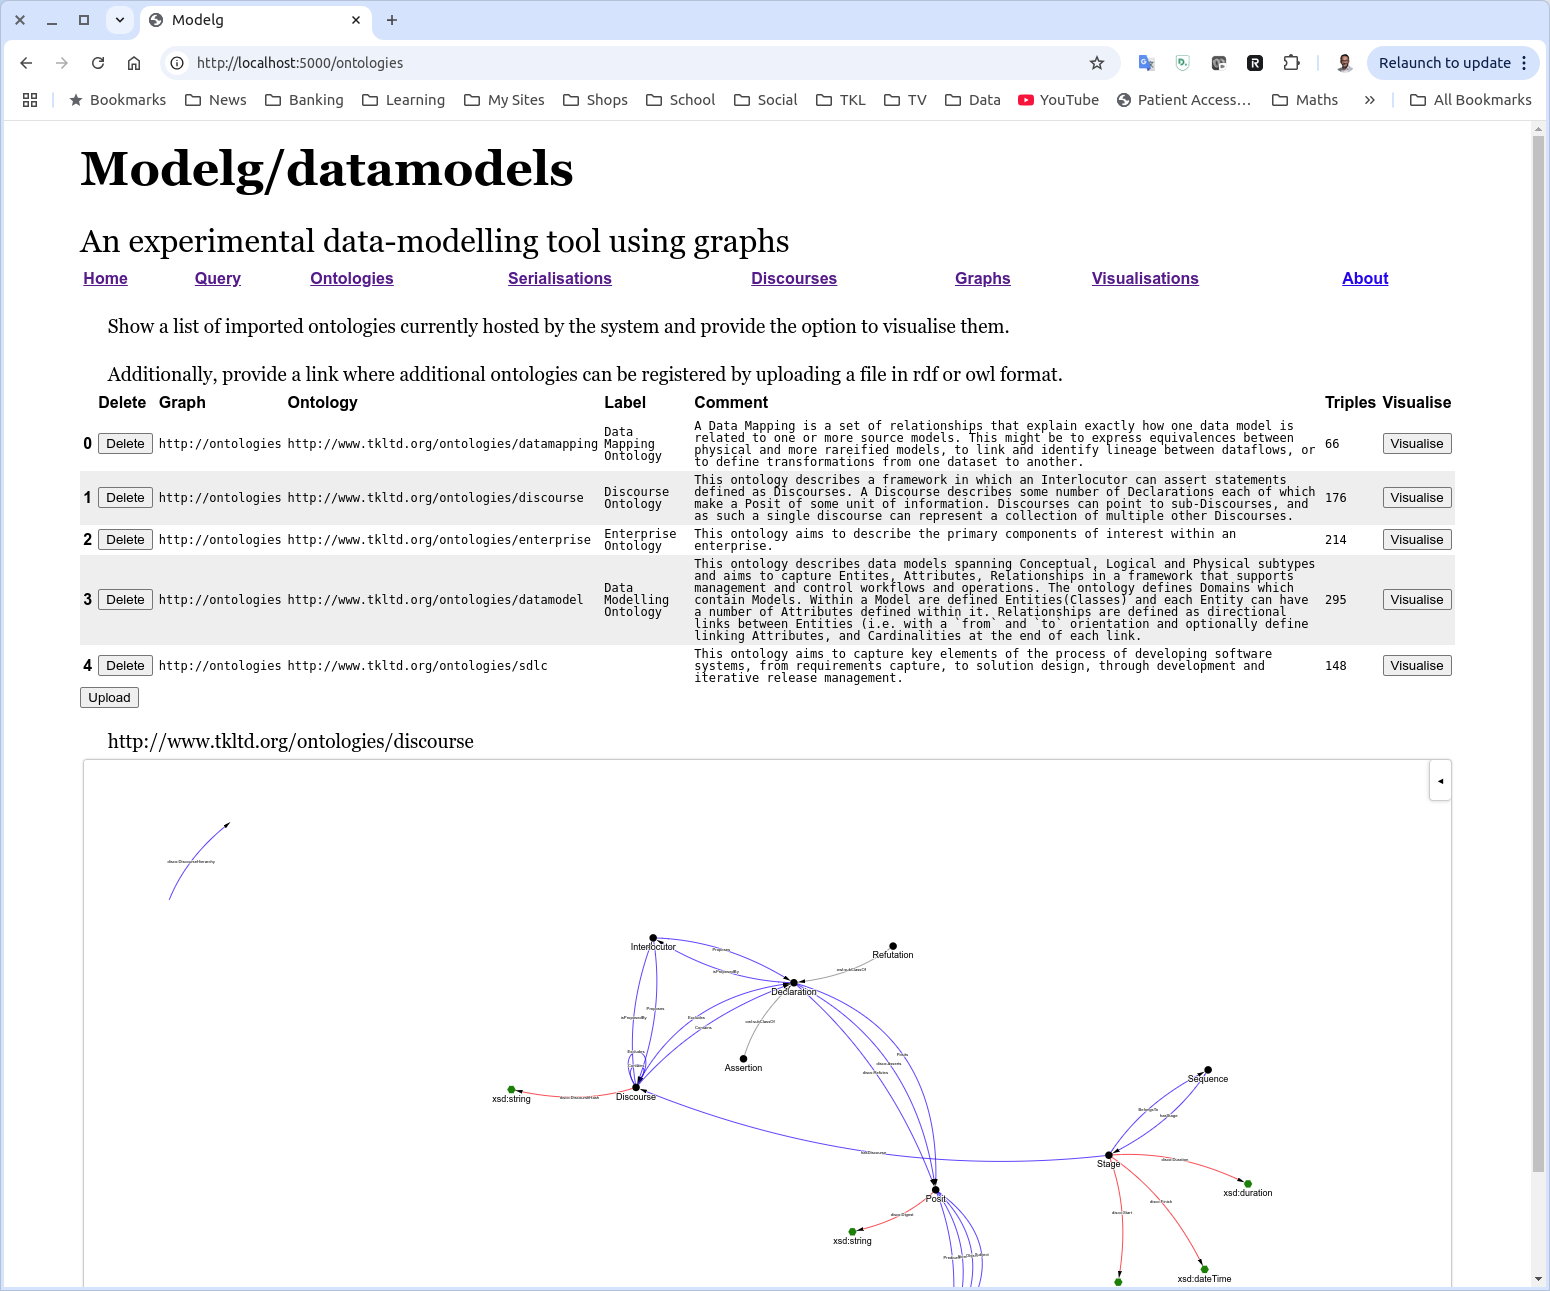 Modelg
http://localhost:5000/ontologies
Relaunch to update
Bookmarks News Banking Learning My Sites Shops School Social TKL TV Data YouTube Patient Access… Maths » All Bookmarks
Modelg/datamodels
An experimental data-modelling tool using graphs
Home Query Ontologies Serialisations Discourses Graphs Visualisations About
Show a list of imported ontologies currently hosted by the system and provide the option to visualise them.
Additionally, provide a link where additional ontologies can be registered by uploading a file in rdf or owl format.
Delete Graph Ontology Label Comment Triples Visualise
0 Delete http://ontologies http://www.tkltd.org/ontologies/datamapping
Data
Mapping
Ontology
A Data Mapping is a set of relationships that explain exactly how one data model is
related to one or more source models. This might be to express equivalences between
physical and more rareified models, to link and identify lineage between dataflows, or
to define transformations from one dataset to another.
66 Visualise
1 Delete http://ontologies http://www.tkltd.org/ontologies/discourse
Discourse
Ontology
This ontology describes a framework in which an Interlocutor can assert statements
defined as Discourses. A Discourse describes some number of Declarations each of which
make a Posit of some unit of information. Discourses can point to sub-Discourses, and
as such a single discourse can represent a collection of multiple other Discourses.
176 Visualise
2 Delete http://ontologies http://www.tkltd.org/ontologies/enterprise
Enterprise
Ontology
This ontology aims to describe the primary components of interest within an
enterprise.
214 Visualise
3 Delete http://ontologies http://www.tkltd.org/ontologies/datamodel
Data
Modelling
Ontology
This ontology describes data models spanning Conceptual, Logical and Physical subtypes
and aims to capture Entites, Attributes, Relationships in a framework that supports
management and control workflows and operations. The ontology defines Domains which
contain Models. Within a Model are defined Entities(Classes) and each Entity can have
a number of Attributes defined within it. Relationships are defined as directional
links between Entities (i.e. with a `from` and `to` orientation and optionally define
linking Attributes, and Cardinalities at the end of each link.
295 Visualise
4 Delete http://ontologies http://www.tkltd.org/ontologies/sdlc
This ontology aims to capture key elements of the process of developing software
systems, from requirements capture, to solution design, through development and
iterative release management.
148 Visualise
Upload
http://www.tkltd.org/ontologies/discourse
disco:DiscourseHierarchy
Interlocutor
Proposes
Refutation
isProposedBy
Declaration
Proposes
isProposedBy
Excludes
Contains
Excludes
Posits
Assertion
Sequence
xsd:string
Discourse
BelongsTo
hasStage
Stage
xsd:duration
Posit
xsd:string
xsd:dateTime